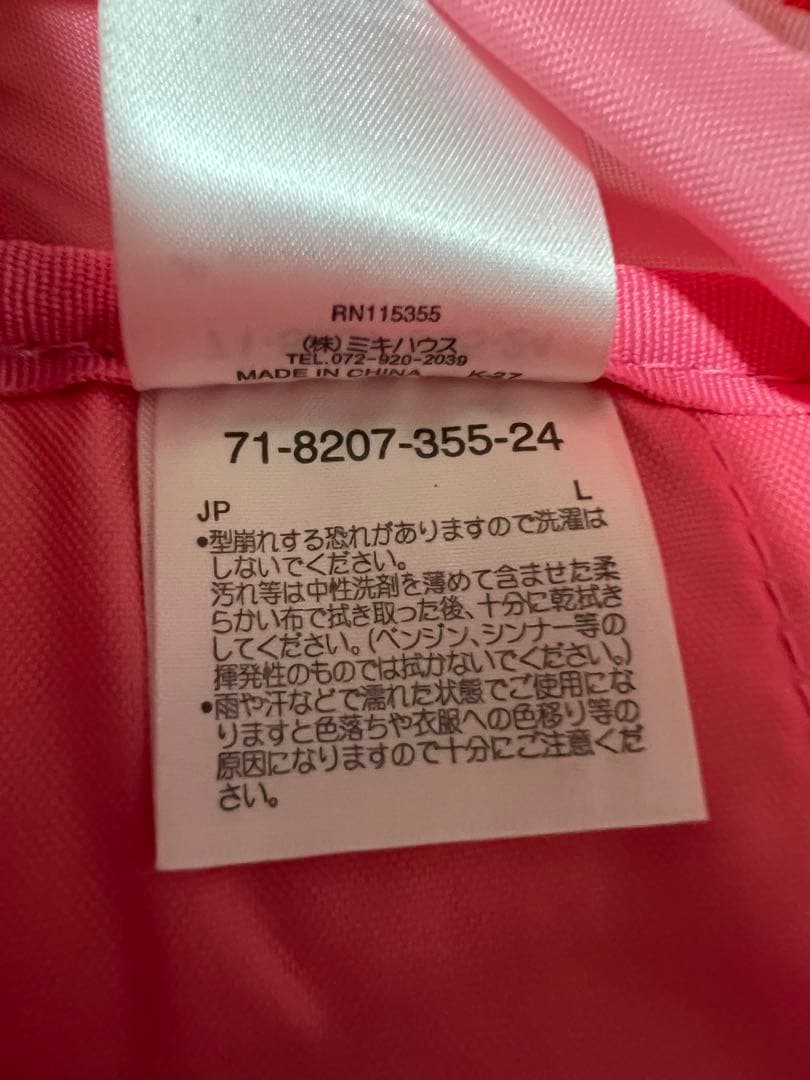 RN115355
(株)ミキハウス
TEL.072-920-2039
MADE IN CHINA K-27
71-8207-355-24
JP L
•型崩れする恐れがありますので洗濯は
しないでください。
汚れ等は中性洗剤を薄めて含ませた柔
らかい布で拭き取った後、十分に乾拭き
してください。(ベンジン、シンナー等の
揮発性のものでは拭かないでください。)
•雨や汗などで濡れた状態でご使用にな
りますと色落ちや衣服への色移り等の
原因になりますので十分にご注意くだ
さい。